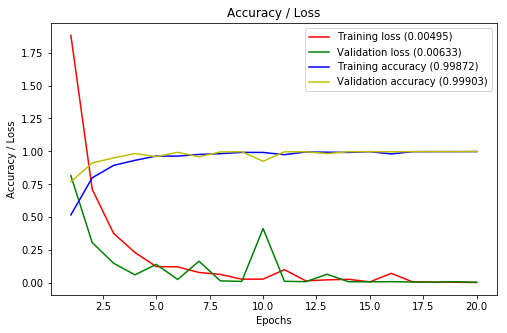 Accuracy / Loss
Training loss (0.00495)
Validation loss (0.00633)
Training accuracy (0.99872)
Validation accuracy (0.99903)
Accuracy / Loss
1.75
1.50
1.25
1.00
0.75
0.50
0.25
0.00
2.5 5.0 7.5 10.0 12.5 15.0 17.5 20.0
Epochs